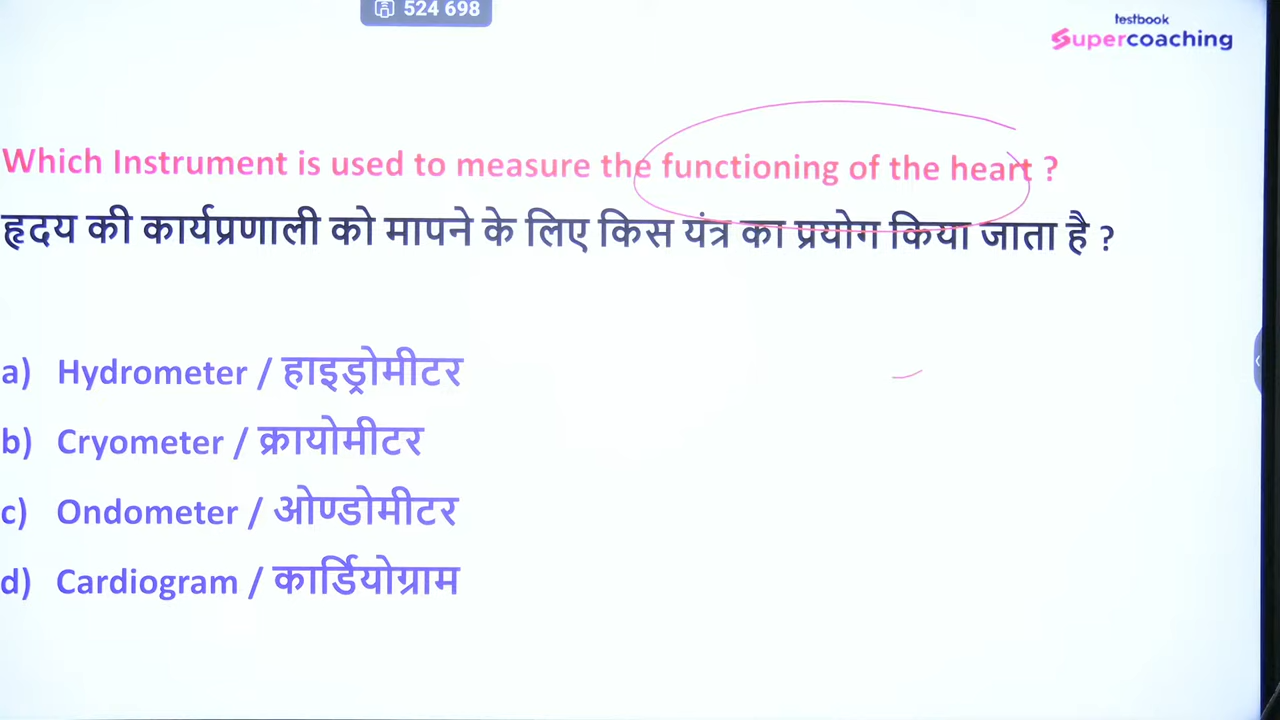 524 698
testbook
Supercoaching
Which Instrument is used to measure the functioning of the heart ?
हृदय की कार्यप्रणाली को मापने के लिए किस यंत्र का प्रयोग किया जाता है ?
a) Hydrometer / हाइड्रोमीटर
b) Cryometer / क्रायोमीटर
c) Ondometer / ओण्डोमीटर
d) Cardiogram / कार्डियोग्राम